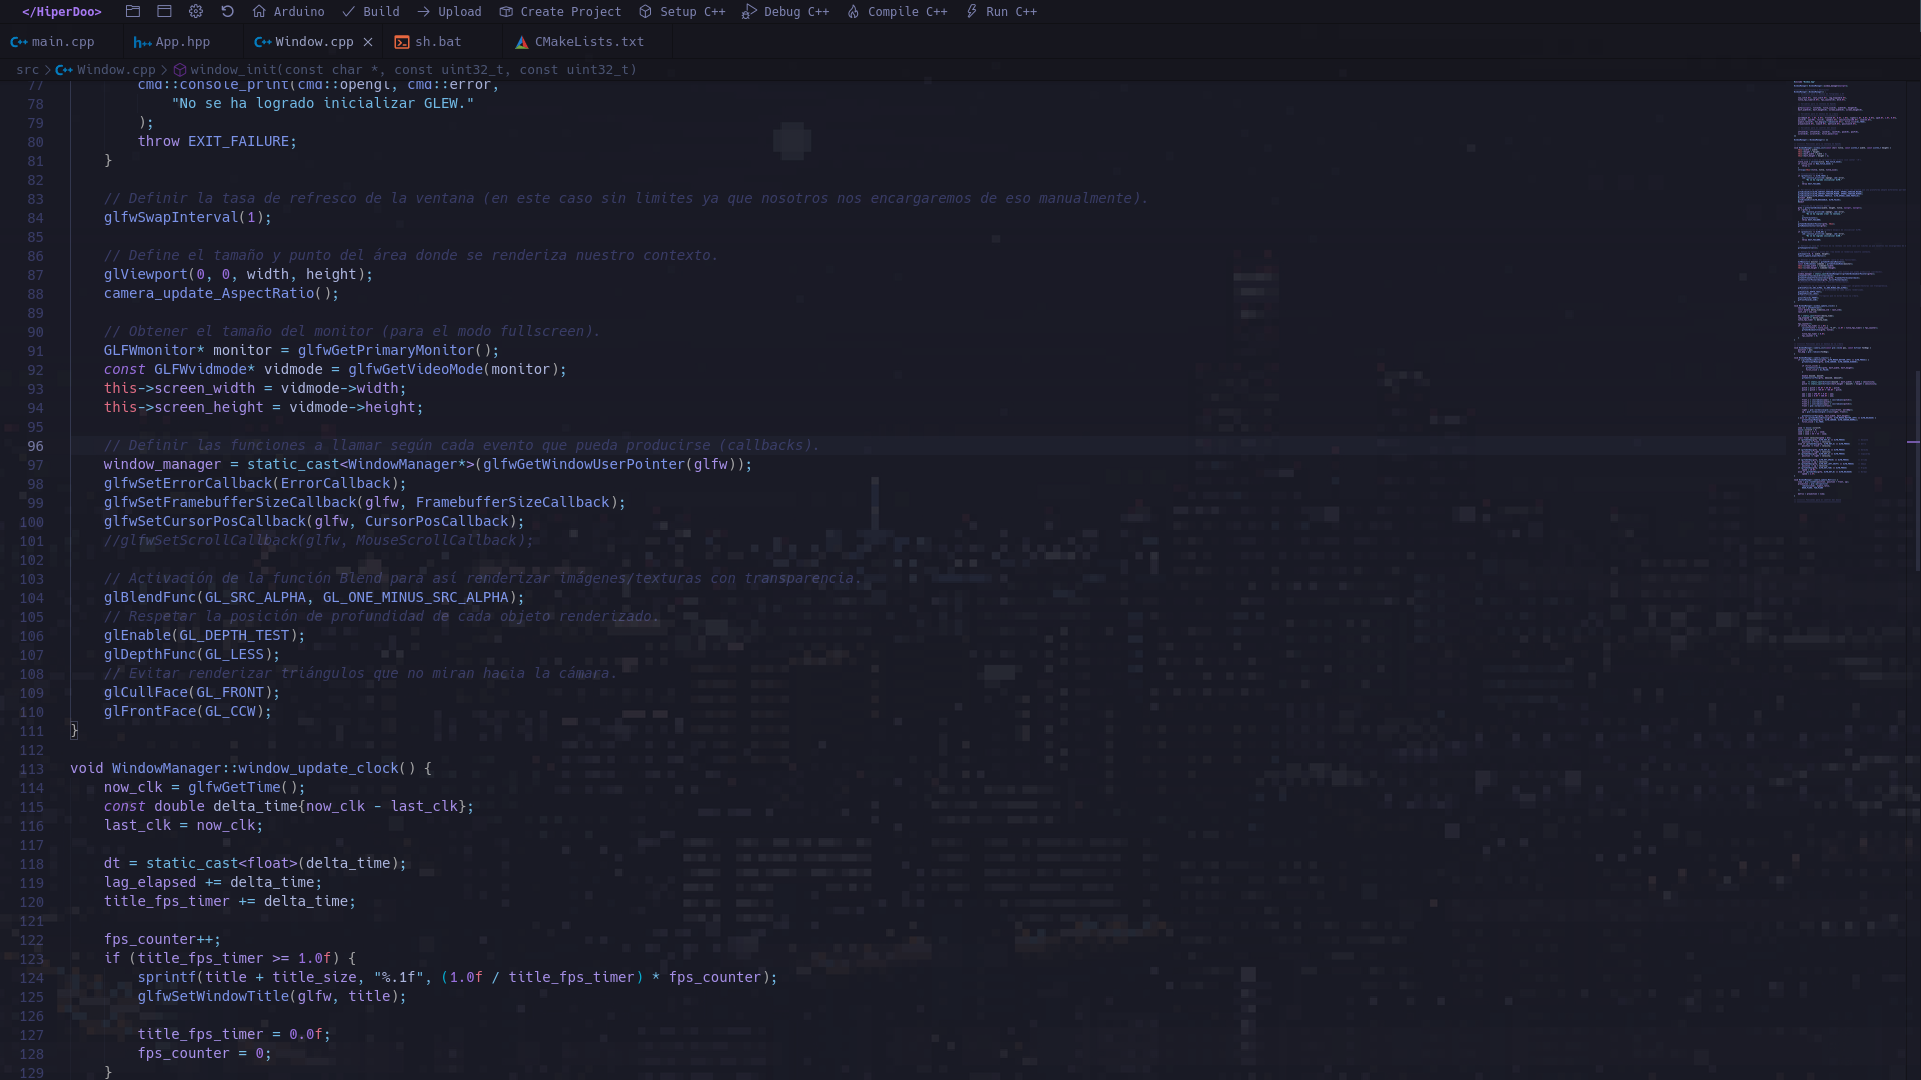 </HiperDoo> Arduino Build Upload Create Project Setup C++ Debug C++ Compile C++ Run C++
main.cpp App.hpp Window.cpp sh.bat CMakeLists.txt
src > Window.cpp > window_init(const char *, const uint32_t, const uint32_t)
77 cmd::console_print(cmd::opengl, cmd::error,
78 "No se ha logrado inicializar GLEW."
79 );
80 throw EXIT_FAILURE;
81 }
82
83 // Definir la tasa de refresco de la ventana (en este caso sin limites ya que nosotros nos encargaremos de eso manualmente).
84 glfwSwapInterval(1);
85
86 // Define el tamaño y punto del área donde se renderiza nuestro contexto.
87 glViewport(0, 0, width, height);
88 camera_update_AspectRatio();
89
90 // Obtener el tamaño del monitor (para el modo fullscreen).
91 GLFWmonitor* monitor = glfwGetPrimaryMonitor();
92 const GLFWvidmode* vidmode = glfwGetVideoMode(monitor);
93 this->screen_width = vidmode->width;
94 this->screen_height = vidmode->height;
95
96 // Definir las funciones a llamar según cada evento que pueda producirse (callbacks).
97 window_manager = static_cast<WindowManager*>(glfwGetWindowUserPointer(glfw));
98 glfwSetErrorCallback(ErrorCallback);
99 glfwSetFramebufferSizeCallback(glfw, FramebufferSizeCallback);
100 glfwSetCursorPosCallback(glfw, CursorPosCallback);
101 //glfwSetScrollCallback(glfw, MouseScrollCallback);
102
103 // Activación de la función Blend para asi renderizar imágenes/texturas con transparencia.
104 glBlendFunc(GL_SRC_ALPHA, GL_ONE_MINUS_SRC_ALPHA);
105 // Respetar la posición de profundidad de cada objeto renderizado.
106 glEnable(GL_DEPTH_TEST);
107 glDepthFunc(GL_LESS);
108 // Evitar renderizar triángulos que no miran hacia la cámara.
109 glCullFace(GL_FRONT);
110 glFrontFace(GL_CCW);
111 }
112
113 void WindowManager::window_update_clock() {
114 now_clk = glfwGetTime();
115 const double delta_time{now_clk - last_clk};
116 last_clk = now_clk;
117
118 dt = static_cast<float>(delta_time);
119 lag_elapsed += delta_time;
120 title_fps_timer += delta_time;
121
122 fps_counter++;
123 if (title_fps_timer >= 1.0f) {
124 sprintf(title + title_size, "%.1f", (1.0f / title_fps_timer) * fps_counter);
125 glfwSetWindowTitle(glfw, title);
126
127 title_fps_timer = 0.0f;
128 fps_counter = 0;
129 }